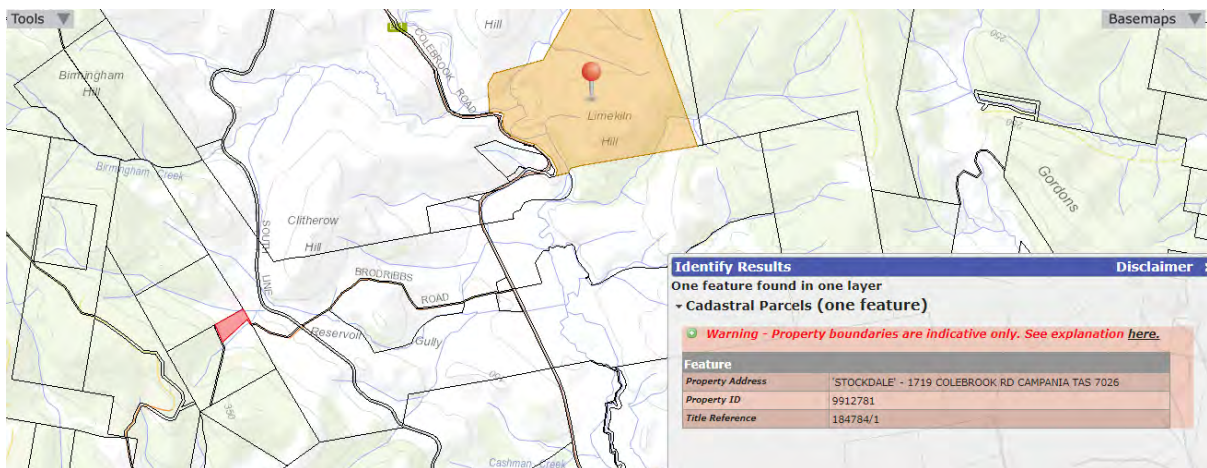 Tools
Basemaps
Hill
COLEBROOK
ROAD
Birmingham
Hill
Limekiln
Hill
Birmingham Creek
Gordons
Clitherow
Hill
SOUTH
LINE
BRODRIBBS
ROAD
Reservoir
Gully
350
Cashman Creek
Identify Results Disclaimer
One feature found in one layer
Cadastral Parcels (one feature)
Warning - Property boundaries are indicative only. See explanation here.
Feature
Property Address 'STOCKDALE' - 1719 COLEBROOK RD CAMPANIA TAS 7026
Property ID 9912781
Title Reference 184784/1